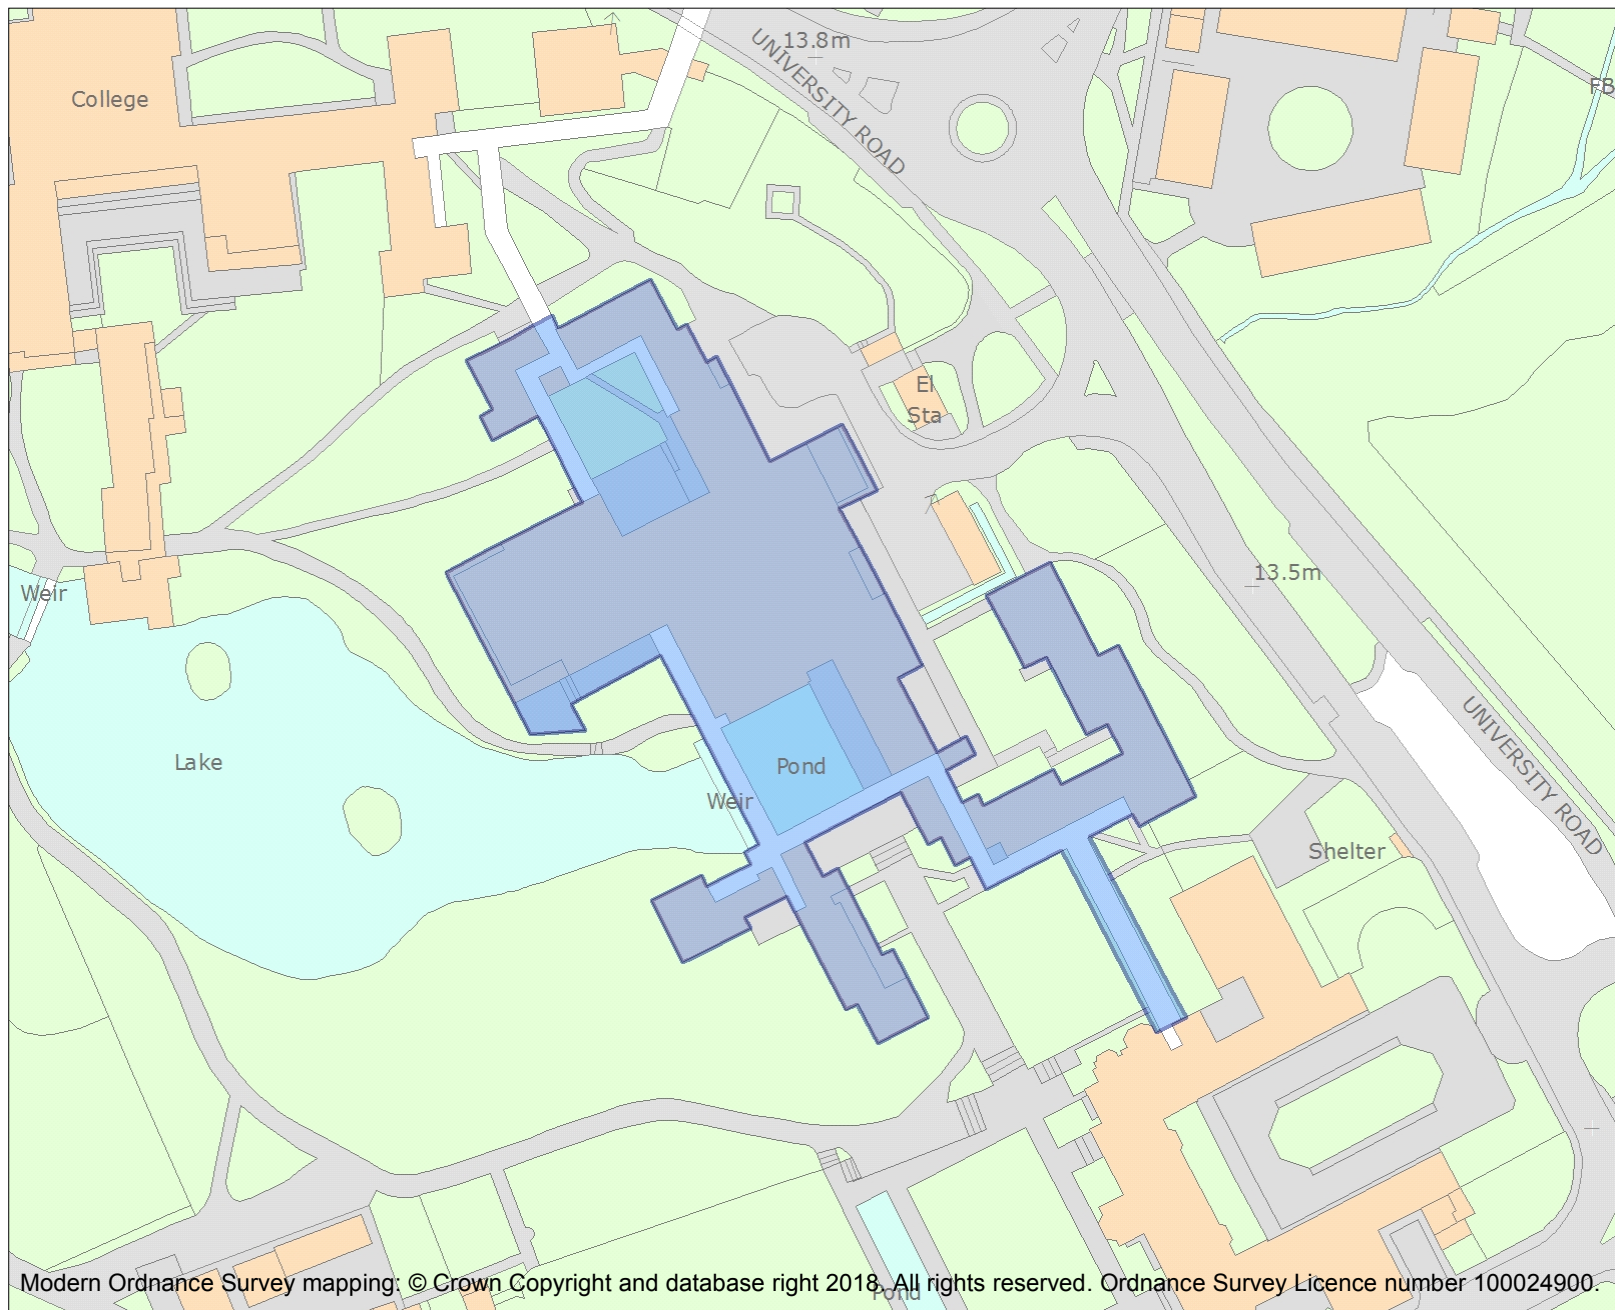 UNIVERSITY ROAD
13.8m
College
FB
El
Sta
13.5m
Weir
UNIVERSITY ROAD
Lake
Pond
Weir
Shelter
Pond
Modern Ordnance Survey mapping: © Crown Copyright and database right 2018. All rights reserved. Ordnance Survey Licence number 100024900.